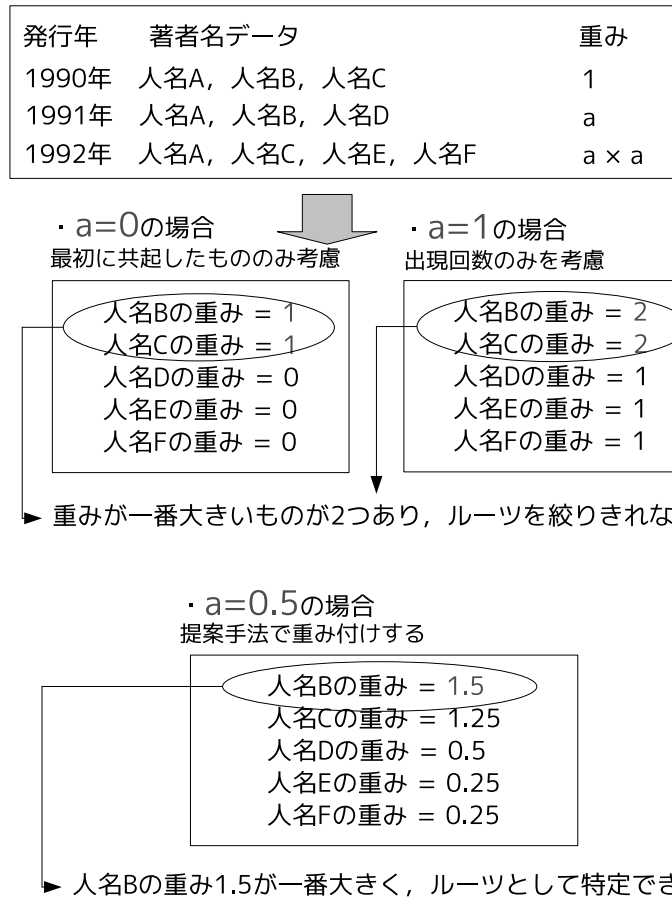 発行年 著者名データ 重み
1990年 人名A，人名B，人名C 1
1991年 人名A，人名B，人名D a
1992年 人名A，人名C，人名E，人名F a × a
・a=0の場合
最初に共起したもののみ考慮
人名Bの重み = 1
人名Cの重み = 1
人名Dの重み = 0
人名Eの重み = 0
人名Fの重み = 0
・a=1の場合
出現回数のみを考慮
人名Bの重み = 2
人名Cの重み = 2
人名Dの重み = 1
人名Eの重み = 1
人名Fの重み = 1
重みが一番大きいものが2つあり，ルーツを絞りきれな
・a=0.5の場合
提案手法で重み付けする
人名Bの重み = 1.5
人名Cの重み = 1.25
人名Dの重み = 0.5
人名Eの重み = 0.25
人名Fの重み = 0.25
人名Bの重み1.5が一番大きく，ルーツとして特定でき